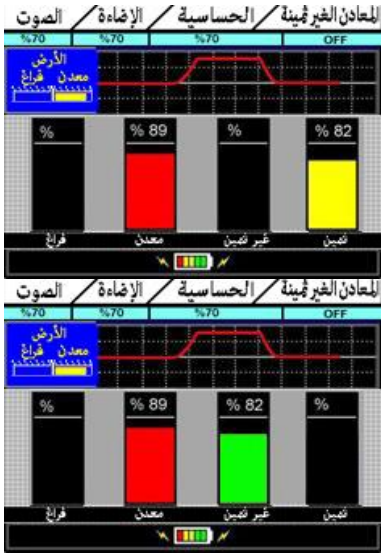 المعادن الغير ثمينة / الحساسية / الإضاءة / الصوت
OFF %70 %70 %70
الأرض
معدن فراغ
% % 89 % % 82
ثمين غير ثمين معدن فراغ
المعادن الغير ثمينة / الحساسية / الإضاءة / الصوت
OFF %70 %70 %70
الأرض
معدن فراغ
% % 89 % 82 %
ثمين غير ثمين معدن فراغ